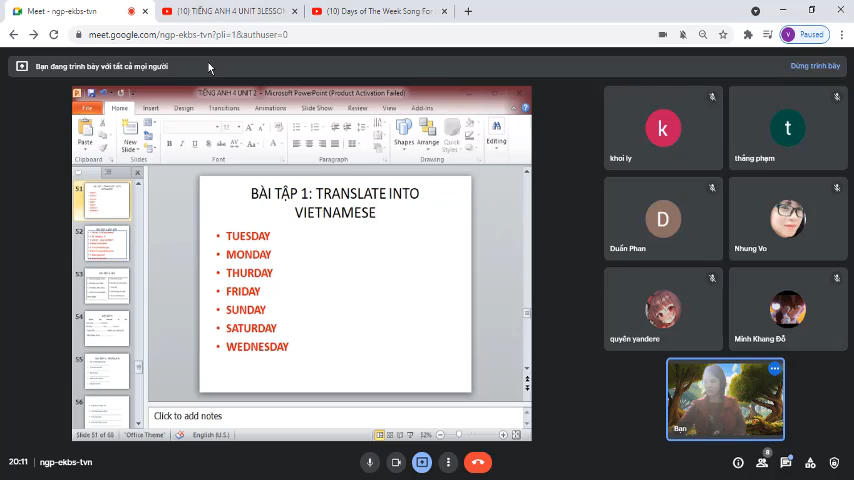 Meet - ngp-ekbs-tvn
(10) TIẾNG ANH 4 UNIT 3LESSON
(10) Days of The Week Song For
meet.google.com/ngp-ekbs-tvn?pli=1&authuser=0
V Paused
Bạn đang trình bày với tất cả mọi người
Dừng trình bày
TIẾNG ANH 4 UNIT 2 - Microsoft PowerPoint (Product Activation Failed)
File Home Insert Design Transitions Animations Slide Show Review View Add-Ins
Paste
New
Slide
Shapes Arrange Quick
Styles
Editing
Clipboard Slides Font Paragraph Drawing
51
52
53
54
55
56
BÀI TẬP 1: TRANSLATE INTO
VIETNAMESE
• TUESDAY
• MONDAY
• THURDAY
• FRIDAY
• SUNDAY
• SATURDAY
• WEDNESDAY
Click to add notes
Slide 51 of 68 "Office Theme" English (U.S.) 32%
k
khoi ly
t
thắng phạm
D
Duẩn Phan
Nhung Vo
quyên yandere
Minh Khang Đỗ
Bạn
20:11 ngp-ekbs-tvn
8